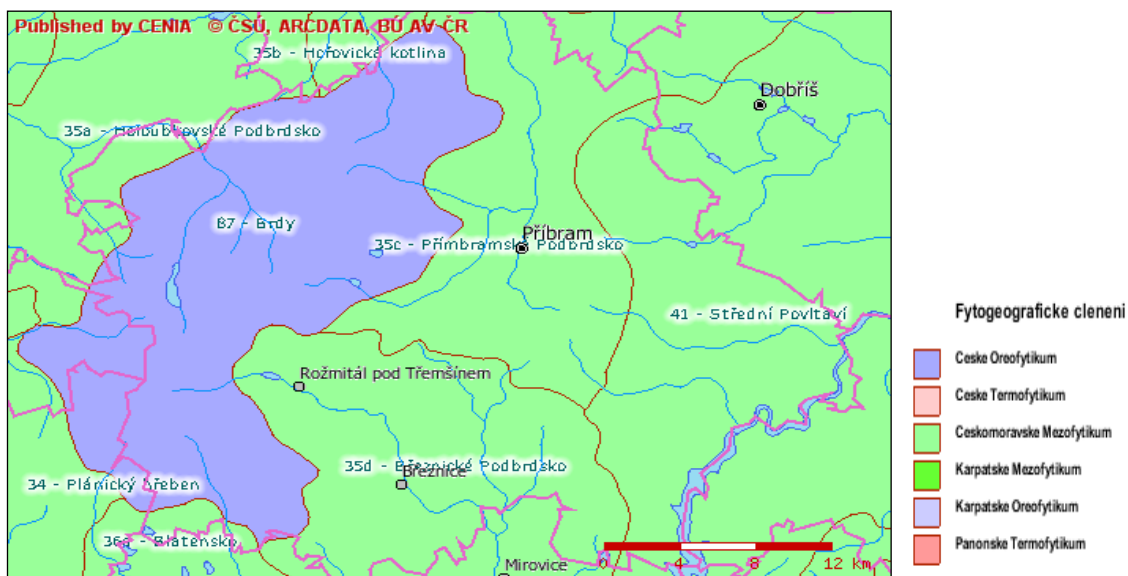 Published by CENIA © ČSÚ, ARCDATA, BÚ AV ČR
35b - Hořovická kotlina
Dobříš
35a - Holoubkovské Podbrdsko
87 - Brdy
Příbram
35c - Přímbramské Podbrdsko
41 - Střední Povltaví
Rožmitál pod Třemšínem
35d - Březnické Podbrdsko
Březnice
34 - Plánický hřeben
36a - Blatensko
Mirovice
0 4 8 12 Km
Fytogeograficke cleneni
Ceske Oreofytikum
Ceske Termofytikum
Ceskomoravske Mezofytikum
Karpatske Mezofytikum
Karpatske Oreofytikum
Panonske Termofytikum